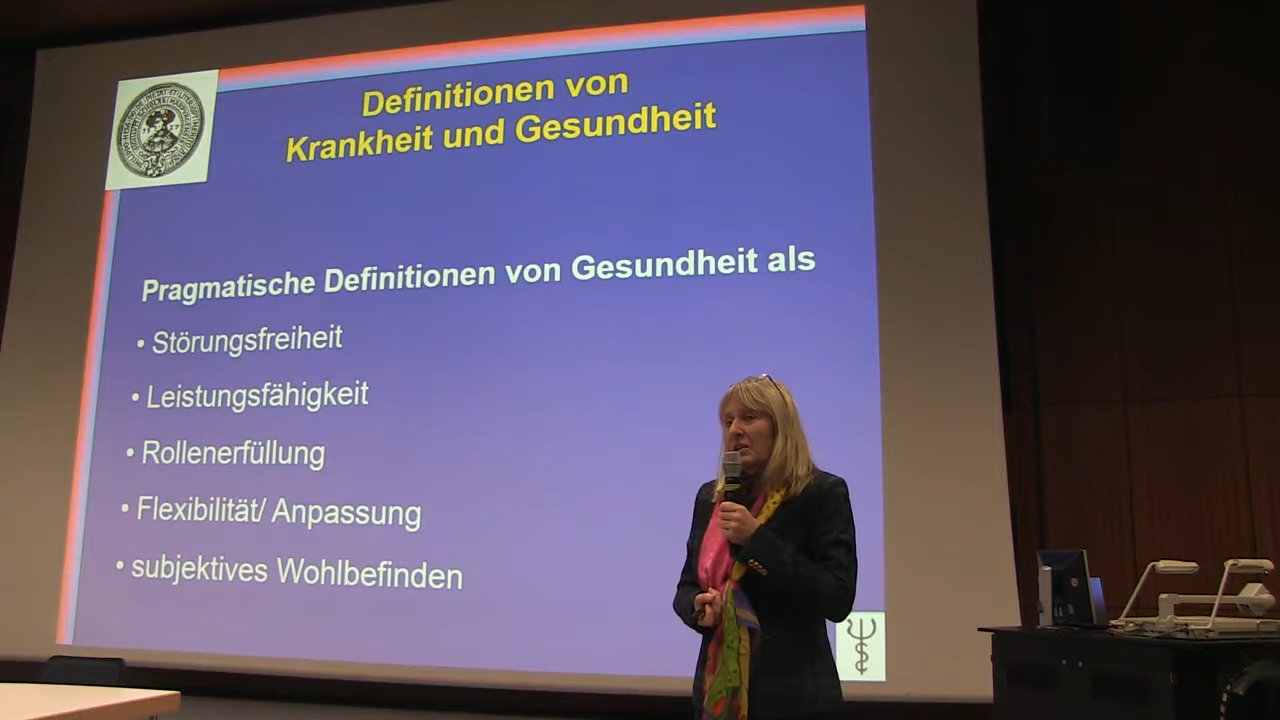 Definitionen von
Krankheit und Gesundheit
Pragmatische Definitionen von Gesundheit als
• Störungsfreiheit
• Leistungsfähigkeit
• Rollenerfüllung
• Flexibilität/ Anpassung
• subjektives Wohlbefinden